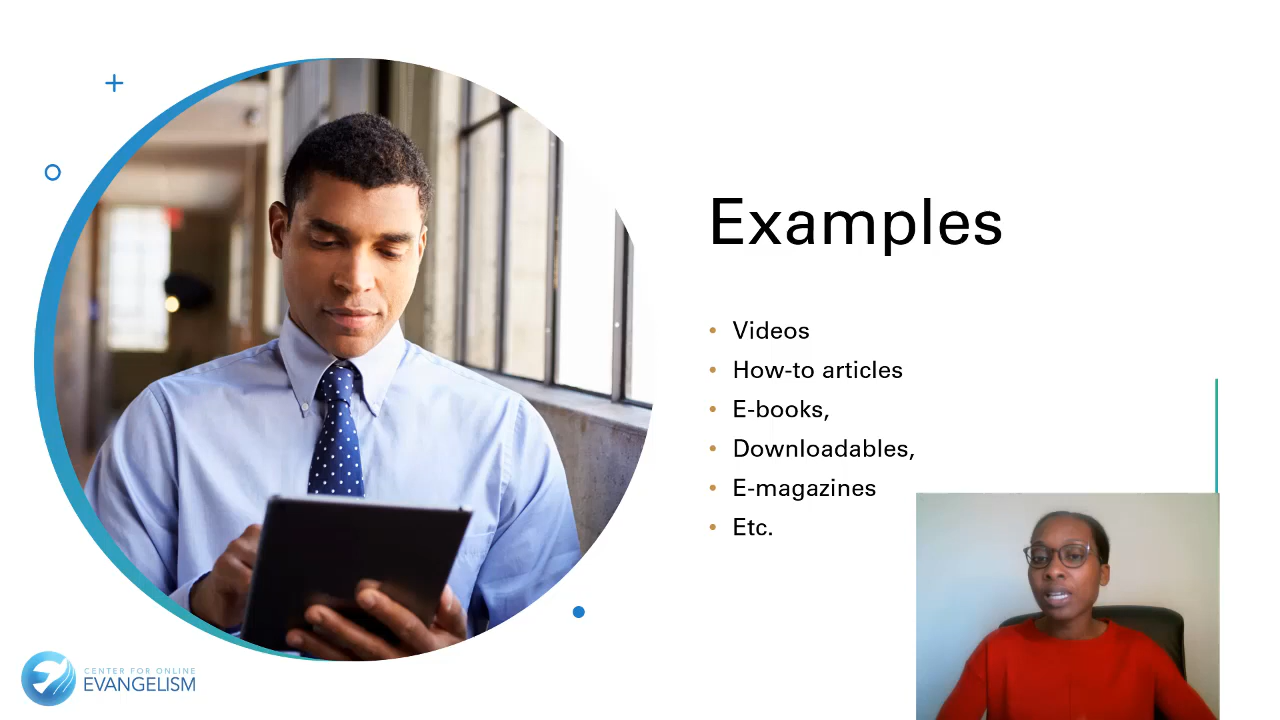 Examples
• Videos
• How-to articles
• E-books,
• Downloadables,
• E-magazines
• Etc.
CENTER FOR ONLINE
EVANGELISM